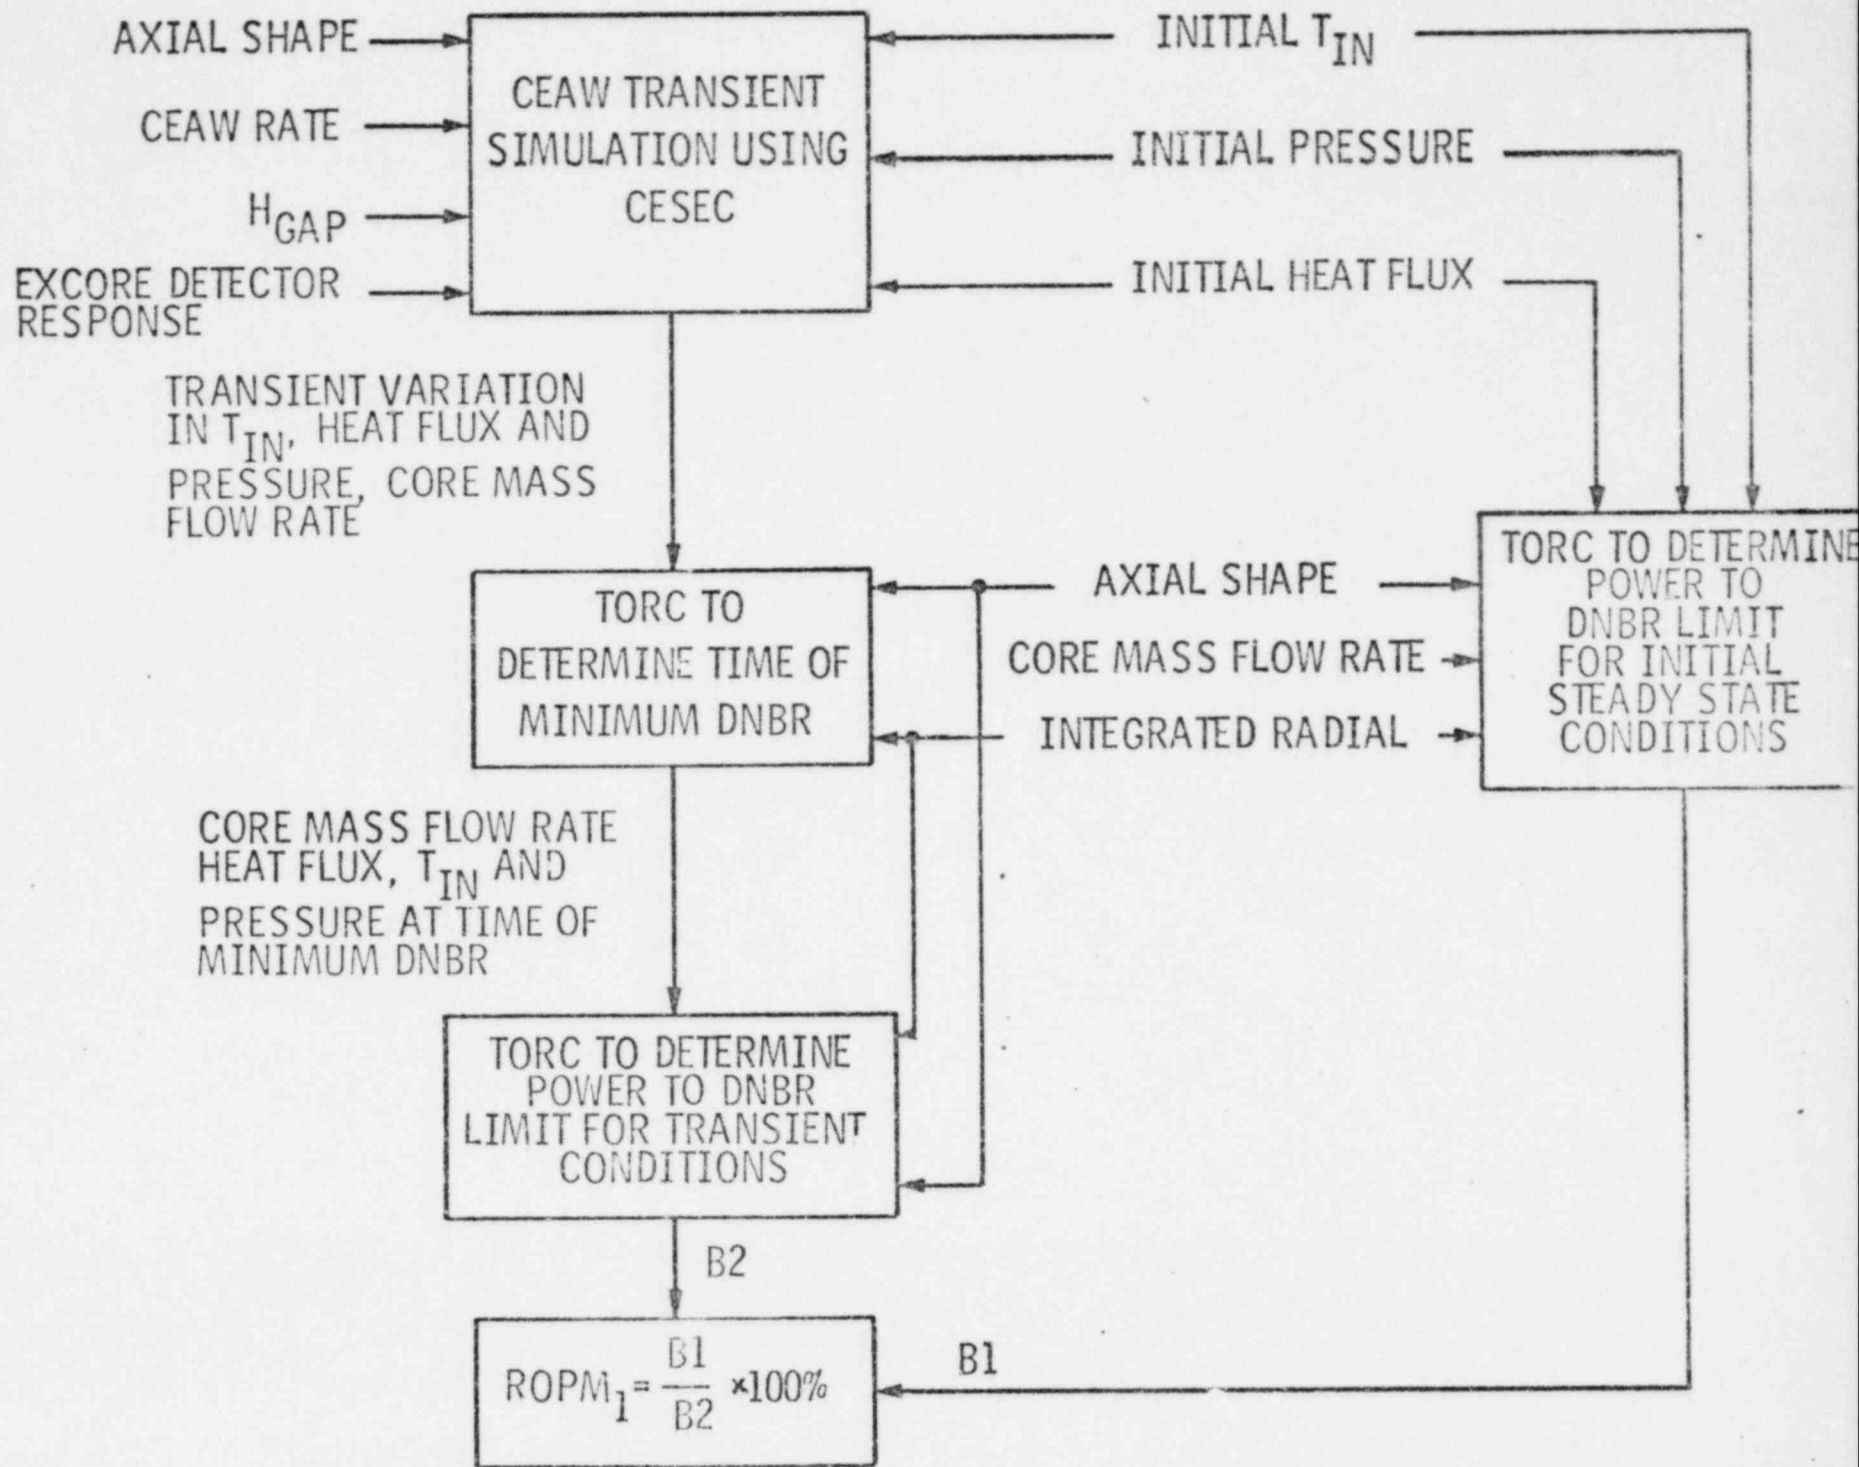 AXIAL SHAPE
CEAW RATE
HGAP
EXCORE DETECTOR
RESPONSE
CEAW TRANSIENT
SIMULATION USING
CESEC
INITIAL TIN
INITIAL PRESSURE
INITIAL HEAT FLUX
TRANSIENT VARIATION
IN TIN, HEAT FLUX AND
PRESSURE, CORE MASS
FLOW RATE
TORC TO
DETERMINE TIME OF
MINIMUM DNBR
AXIAL SHAPE
CORE MASS FLOW RATE
INTEGRATED RADIAL
TORC TO DETERMINE
POWER TO
DNBR LIMIT
FOR INITIAL
STEADY STATE
CONDITIONS
CORE MASS FLOW RATE
HEAT FLUX, TIN AND
PRESSURE AT TIME OF
MINIMUM DNBR
TORC TO DETERMINE
POWER TO DNBR
LIMIT FOR TRANSIENT
CONDITIONS
B2
ROPM1 = B1/B2 ×100%
B1